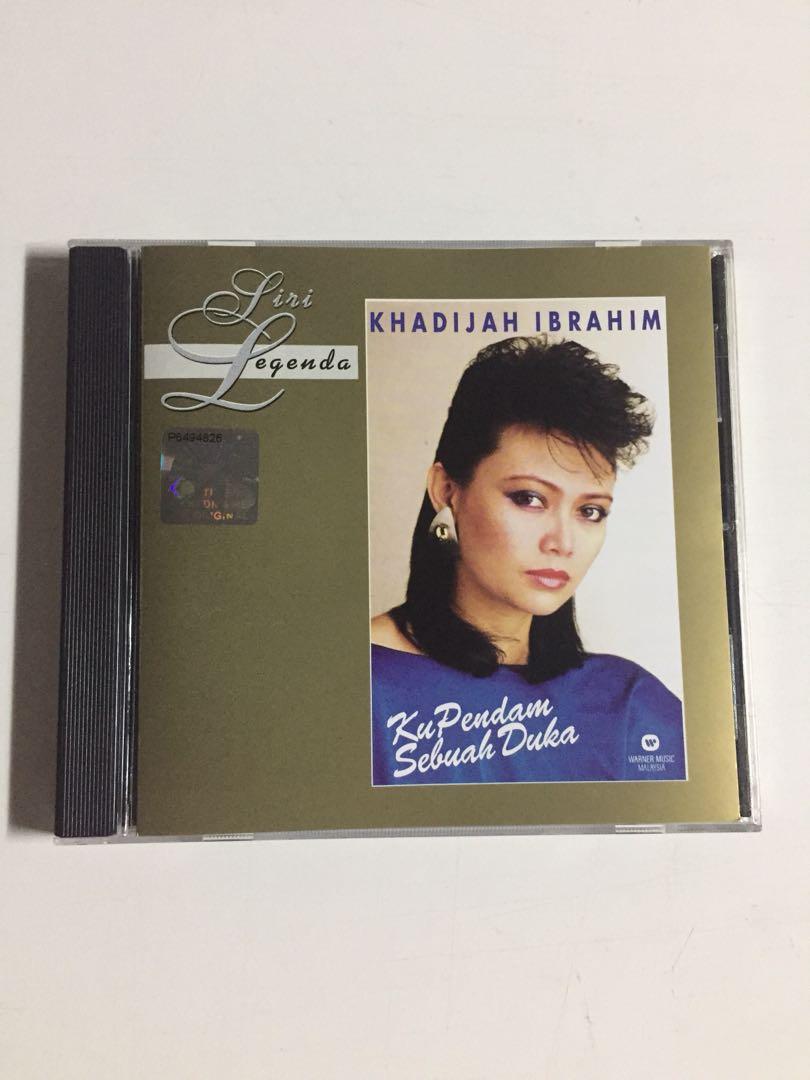 Siri
Legenda
P6494826
KHADIJAH IBRAHIM
KuPendam
Sebuah Duka
WARNER MUSIC
MALAYSIA